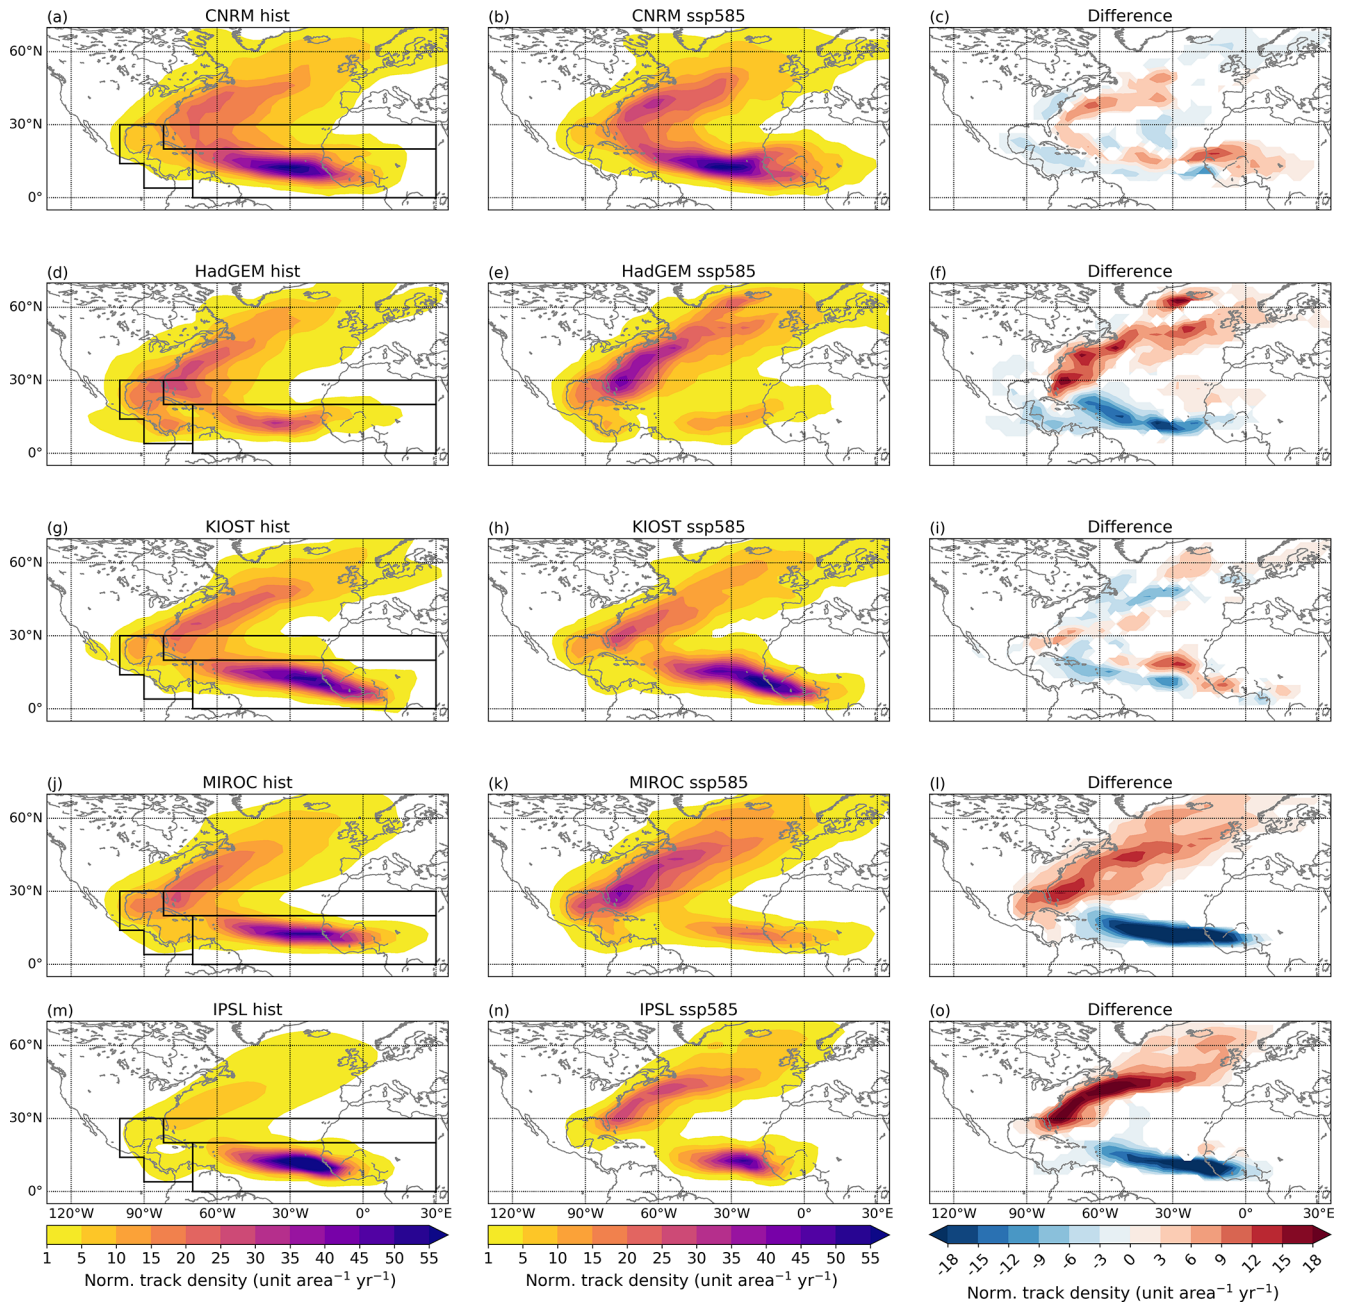 (a) CNRM hist (b) CNRM ssp585 (c) Difference
60°N
30°N
0°
(d) HadGEM hist (e) HadGEM ssp585 (f) Difference
60°N
30°N
0°
(g) KIOST hist (h) KIOST ssp585 (i) Difference
60°N
30°N
0°
(j) MIROC hist (k) MIROC ssp585 (l) Difference
60°N
30°N
0°
(m) IPSL hist (n) IPSL ssp585 (o) Difference
60°N
30°N
0°
120°W 90°W 60°W 30°W 0° 30°E 120°W 90°W 60°W 30°W 0° 30°E 120°W 90°W 60°W 30°W 0° 30°E
1 5 10 15 20 25 30 35 40 45 50 55 1 5 10 15 20 25 30 35 40 45 50 55 -18 -15 -12 -9 -6 -3 0 3 6 9 12 15 18
Norm. track density (unit area⁻¹ yr⁻¹) Norm. track density (unit area⁻¹ yr⁻¹) Norm. track density (unit area⁻¹ yr⁻¹)